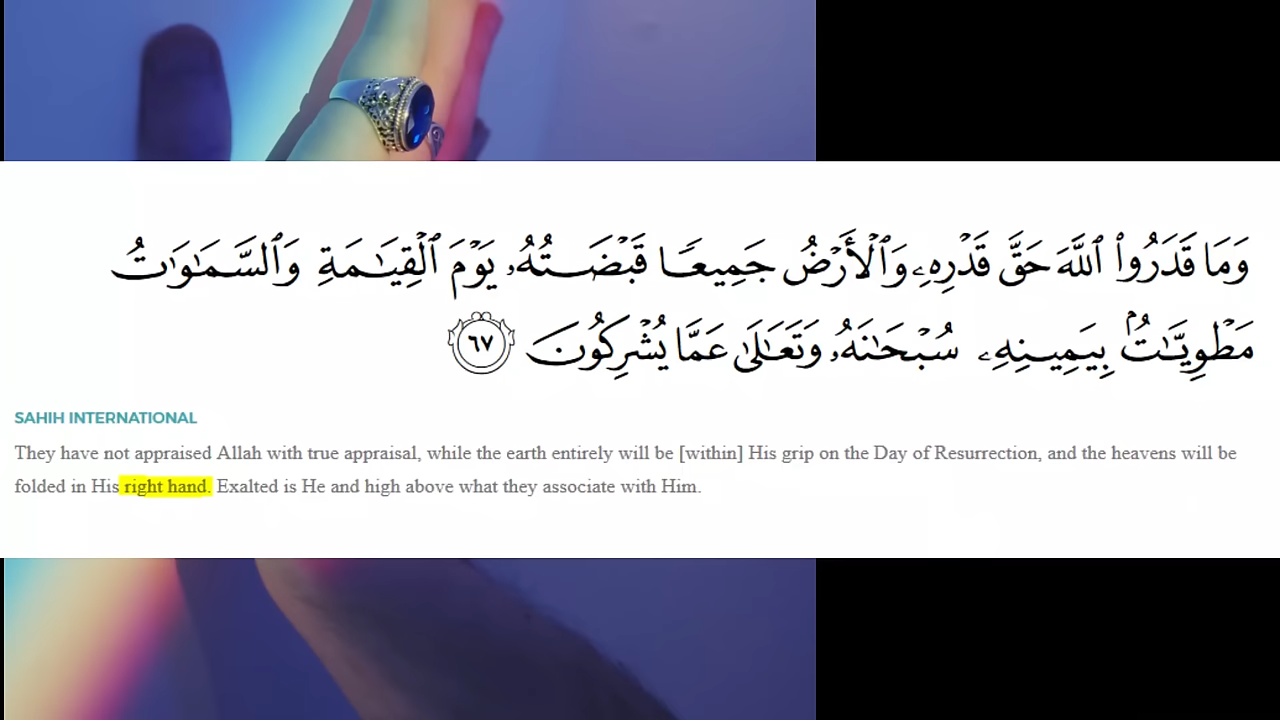 وَمَا قَدَرُوا۟ ٱللَّهَ حَقَّ قَدْرِهِۦ وَٱلْأَرْضُ جَمِيعًا قَبْضَتُهُۥ يَوْمَ ٱلْقِيَـٰمَةِ وَٱلسَّمَـٰوَٰتُ
مَطْوِيَّـٰتٌۢ بِيَمِينِهِۦ سُبْحَـٰنَهُۥ وَتَعَـٰلَىٰ عَمَّا يُشْرِكُونَ ٦٧
SAHIH INTERNATIONAL
They have not appraised Allah with true appraisal, while the earth entirely will be [within] His grip on the Day of Resurrection, and the heavens will be
folded in His right hand. Exalted is He and high above what they associate with Him.